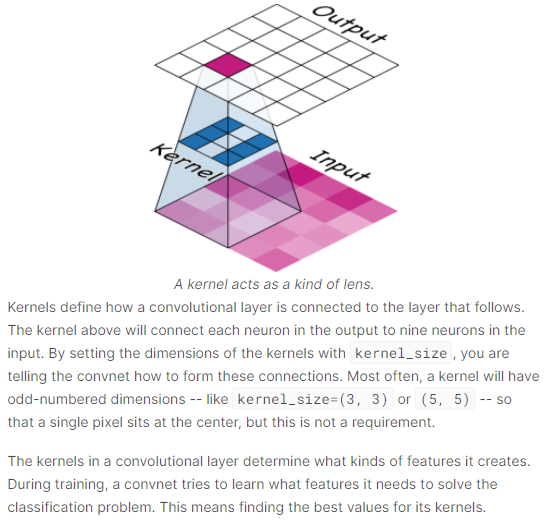 Output
Kernel
Input
A kernel acts as a kind of lens.
Kernels define how a convolutional layer is connected to the layer that follows.
The kernel above will connect each neuron in the output to nine neurons in the
input. By setting the dimensions of the kernels with kernel_size , you are
telling the convnet how to form these connections. Most often, a kernel will have
odd-numbered dimensions -- like kernel_size=(3, 3) or (5, 5) -- so
that a single pixel sits at the center, but this is not a requirement.
The kernels in a convolutional layer determine what kinds of features it creates.
During training, a convnet tries to learn what features it needs to solve the
classification problem. This means finding the best values for its kernels.